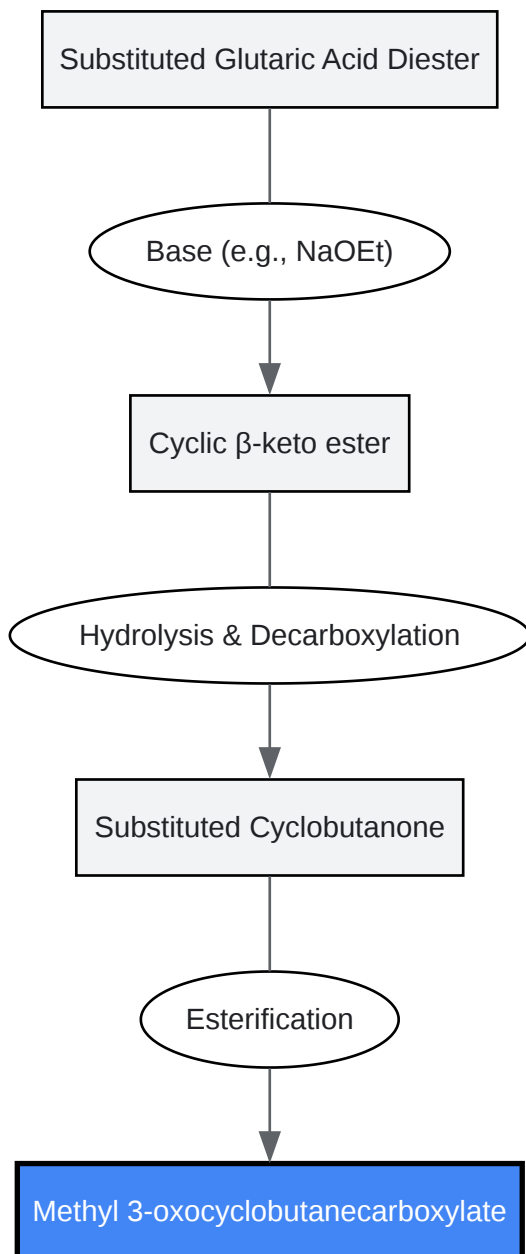 Substituted Glutaric Acid Diester
Base (e.g., NaOEt)
Cyclic β-keto ester
Hydrolysis & Decarboxylation
Substituted Cyclobutanone
Esterification
Methyl 3-oxocyclobutanecarboxylate